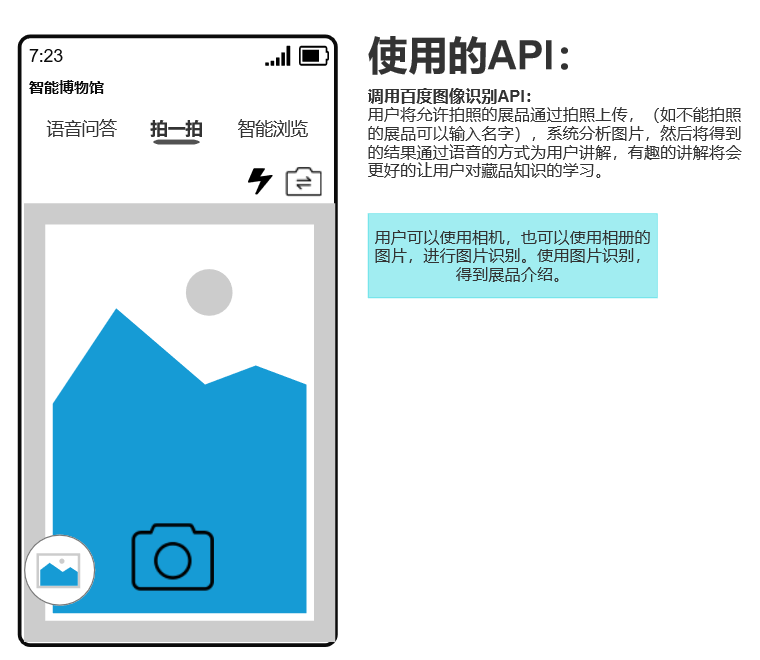 7:23
智能博物馆
语音问答 拍一拍 智能浏览
使用的API：
调用百度图像识别API：
用户将允许拍照的展品通过拍照上传，（如不能拍照
的展品可以输入名字），系统分析图片，然后将得到
的结果通过语音的方式为用户讲解，有趣的讲解将会
更好的让用户对藏品知识的学习。
用户可以使用相机，也可以使用相册的
图片，进行图片识别。使用图片识别，
得到展品介绍。